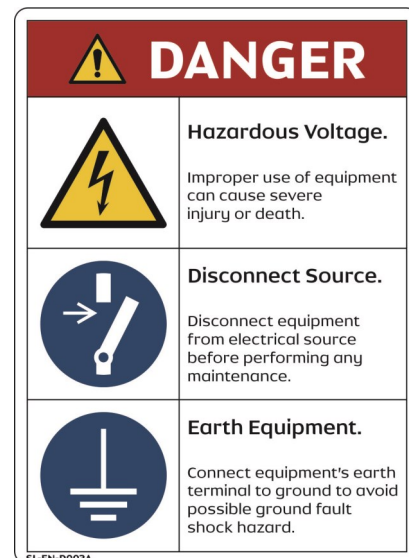 DANGER
Hazardous Voltage.
Improper use of equipment
can cause severe
injury or death.
Disconnect Source.
Disconnect equipment
from electrical source
before performing any
maintenance.
Earth Equipment.
Connect equipment's earth
terminal to ground to avoid
possible ground fault
shock hazard.